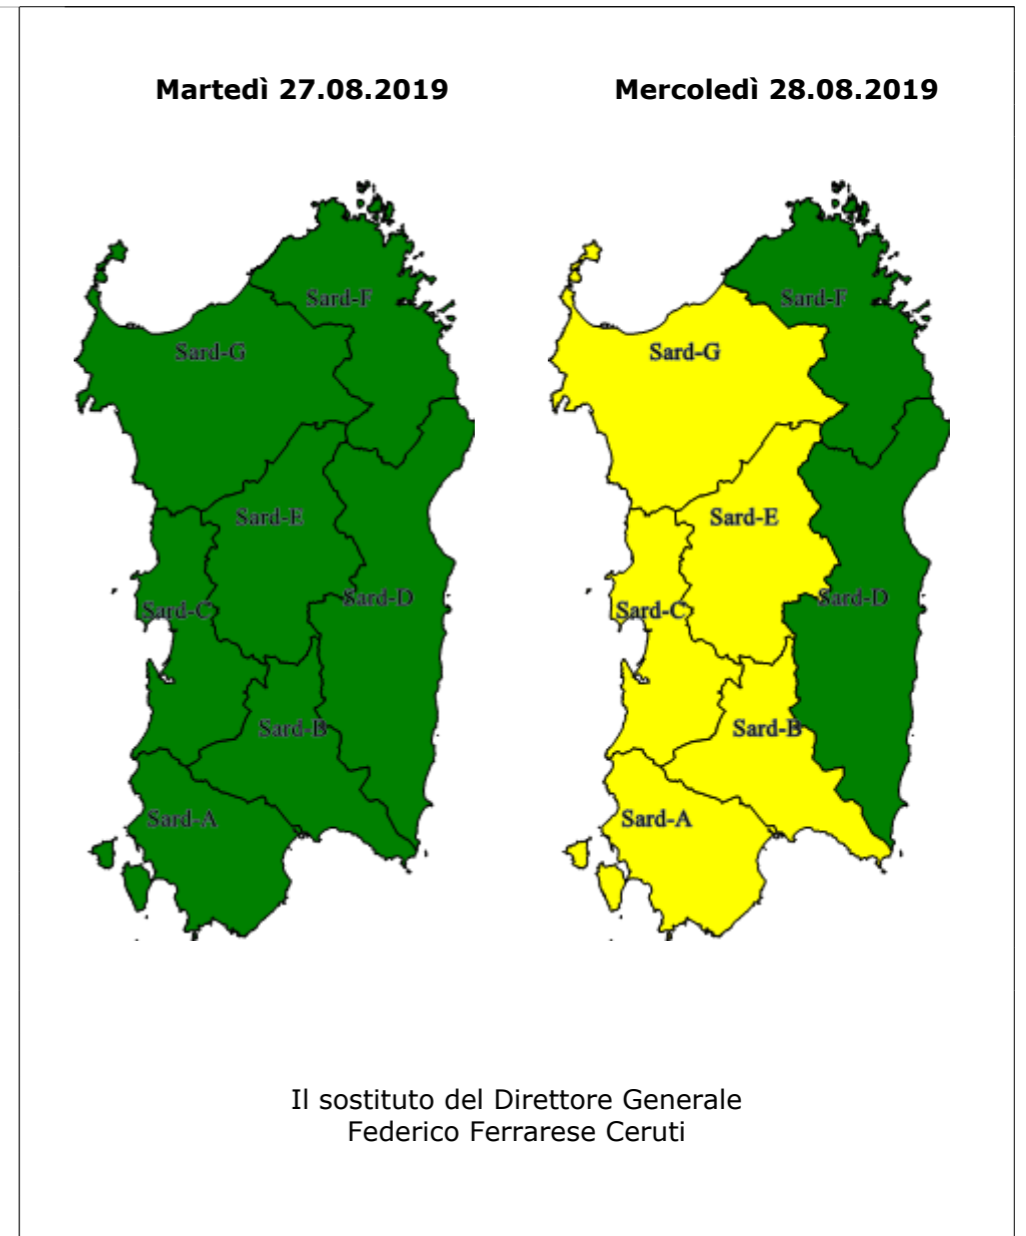 Martedì 27.08.2019
Mercoledì 28.08.2019
Sard-F
Sard-G
Sard-E
Sard-C
Sard-D
Sard-B
Sard-A
Sard-F
Sard-G
Sard-E
Sard-C
Sard-D
Sard-B
Sard-A
Il sostituto del Direttore Generale
Federico Ferrarese Ceruti